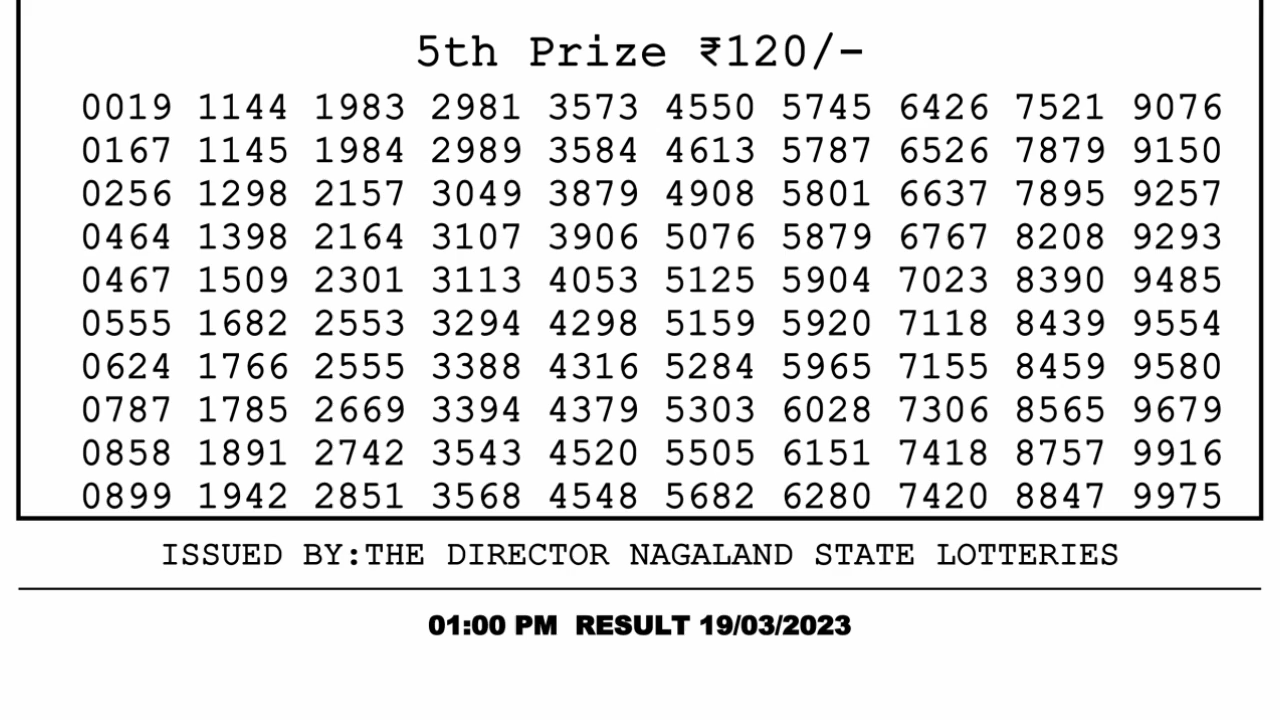 5th Prize ₹120/-
0019 1144 1983 2981 3573 4550 5745 6426 7521 9076
0167 1145 1984 2989 3584 4613 5787 6526 7879 9150
0256 1298 2157 3049 3879 4908 5801 6637 7895 9257
0464 1398 2164 3107 3906 5076 5879 6767 8208 9293
0467 1509 2301 3113 4053 5125 5904 7023 8390 9485
0555 1682 2553 3294 4298 5159 5920 7118 8439 9554
0624 1766 2555 3388 4316 5284 5965 7155 8459 9580
0787 1785 2669 3394 4379 5303 6028 7306 8565 9679
0858 1891 2742 3543 4520 5505 6151 7418 8757 9916
0899 1942 2851 3568 4548 5682 6280 7420 8847 9975
ISSUED BY:THE DIRECTOR NAGALAND STATE LOTTERIES
01:00 PM RESULT 19/03/2023